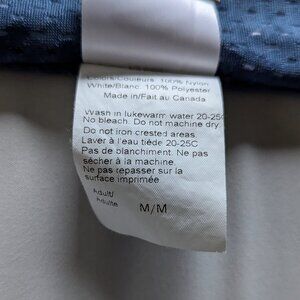 Colors/Couleurs: 100% Nylon
White/Blanc: 100% Polyester
Made in/Fait au Canada
Wash in lukewarm water 20-25C
No bleach. Do not machine dry.
Do not iron crested areas
Laver à l'eau tiède 20-25C
Pas de blanchiment. Ne pas
sécher à la machine.
Ne pas repasser sur la
surface imprimée.
Adult/
Adulte
M/M